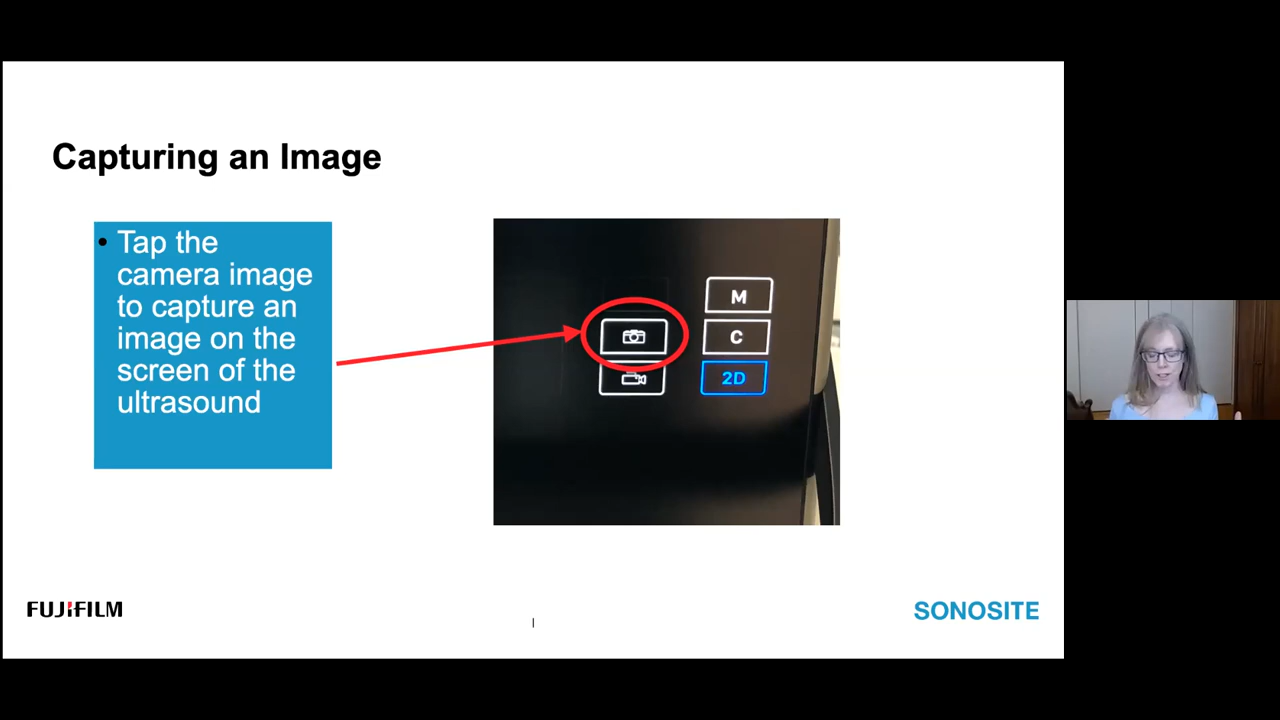 Capturing an Image
• Tap the
camera image
to capture an
image on the
screen of the
ultrasound
M
C
2D
FUJIFILM
SONOSITE